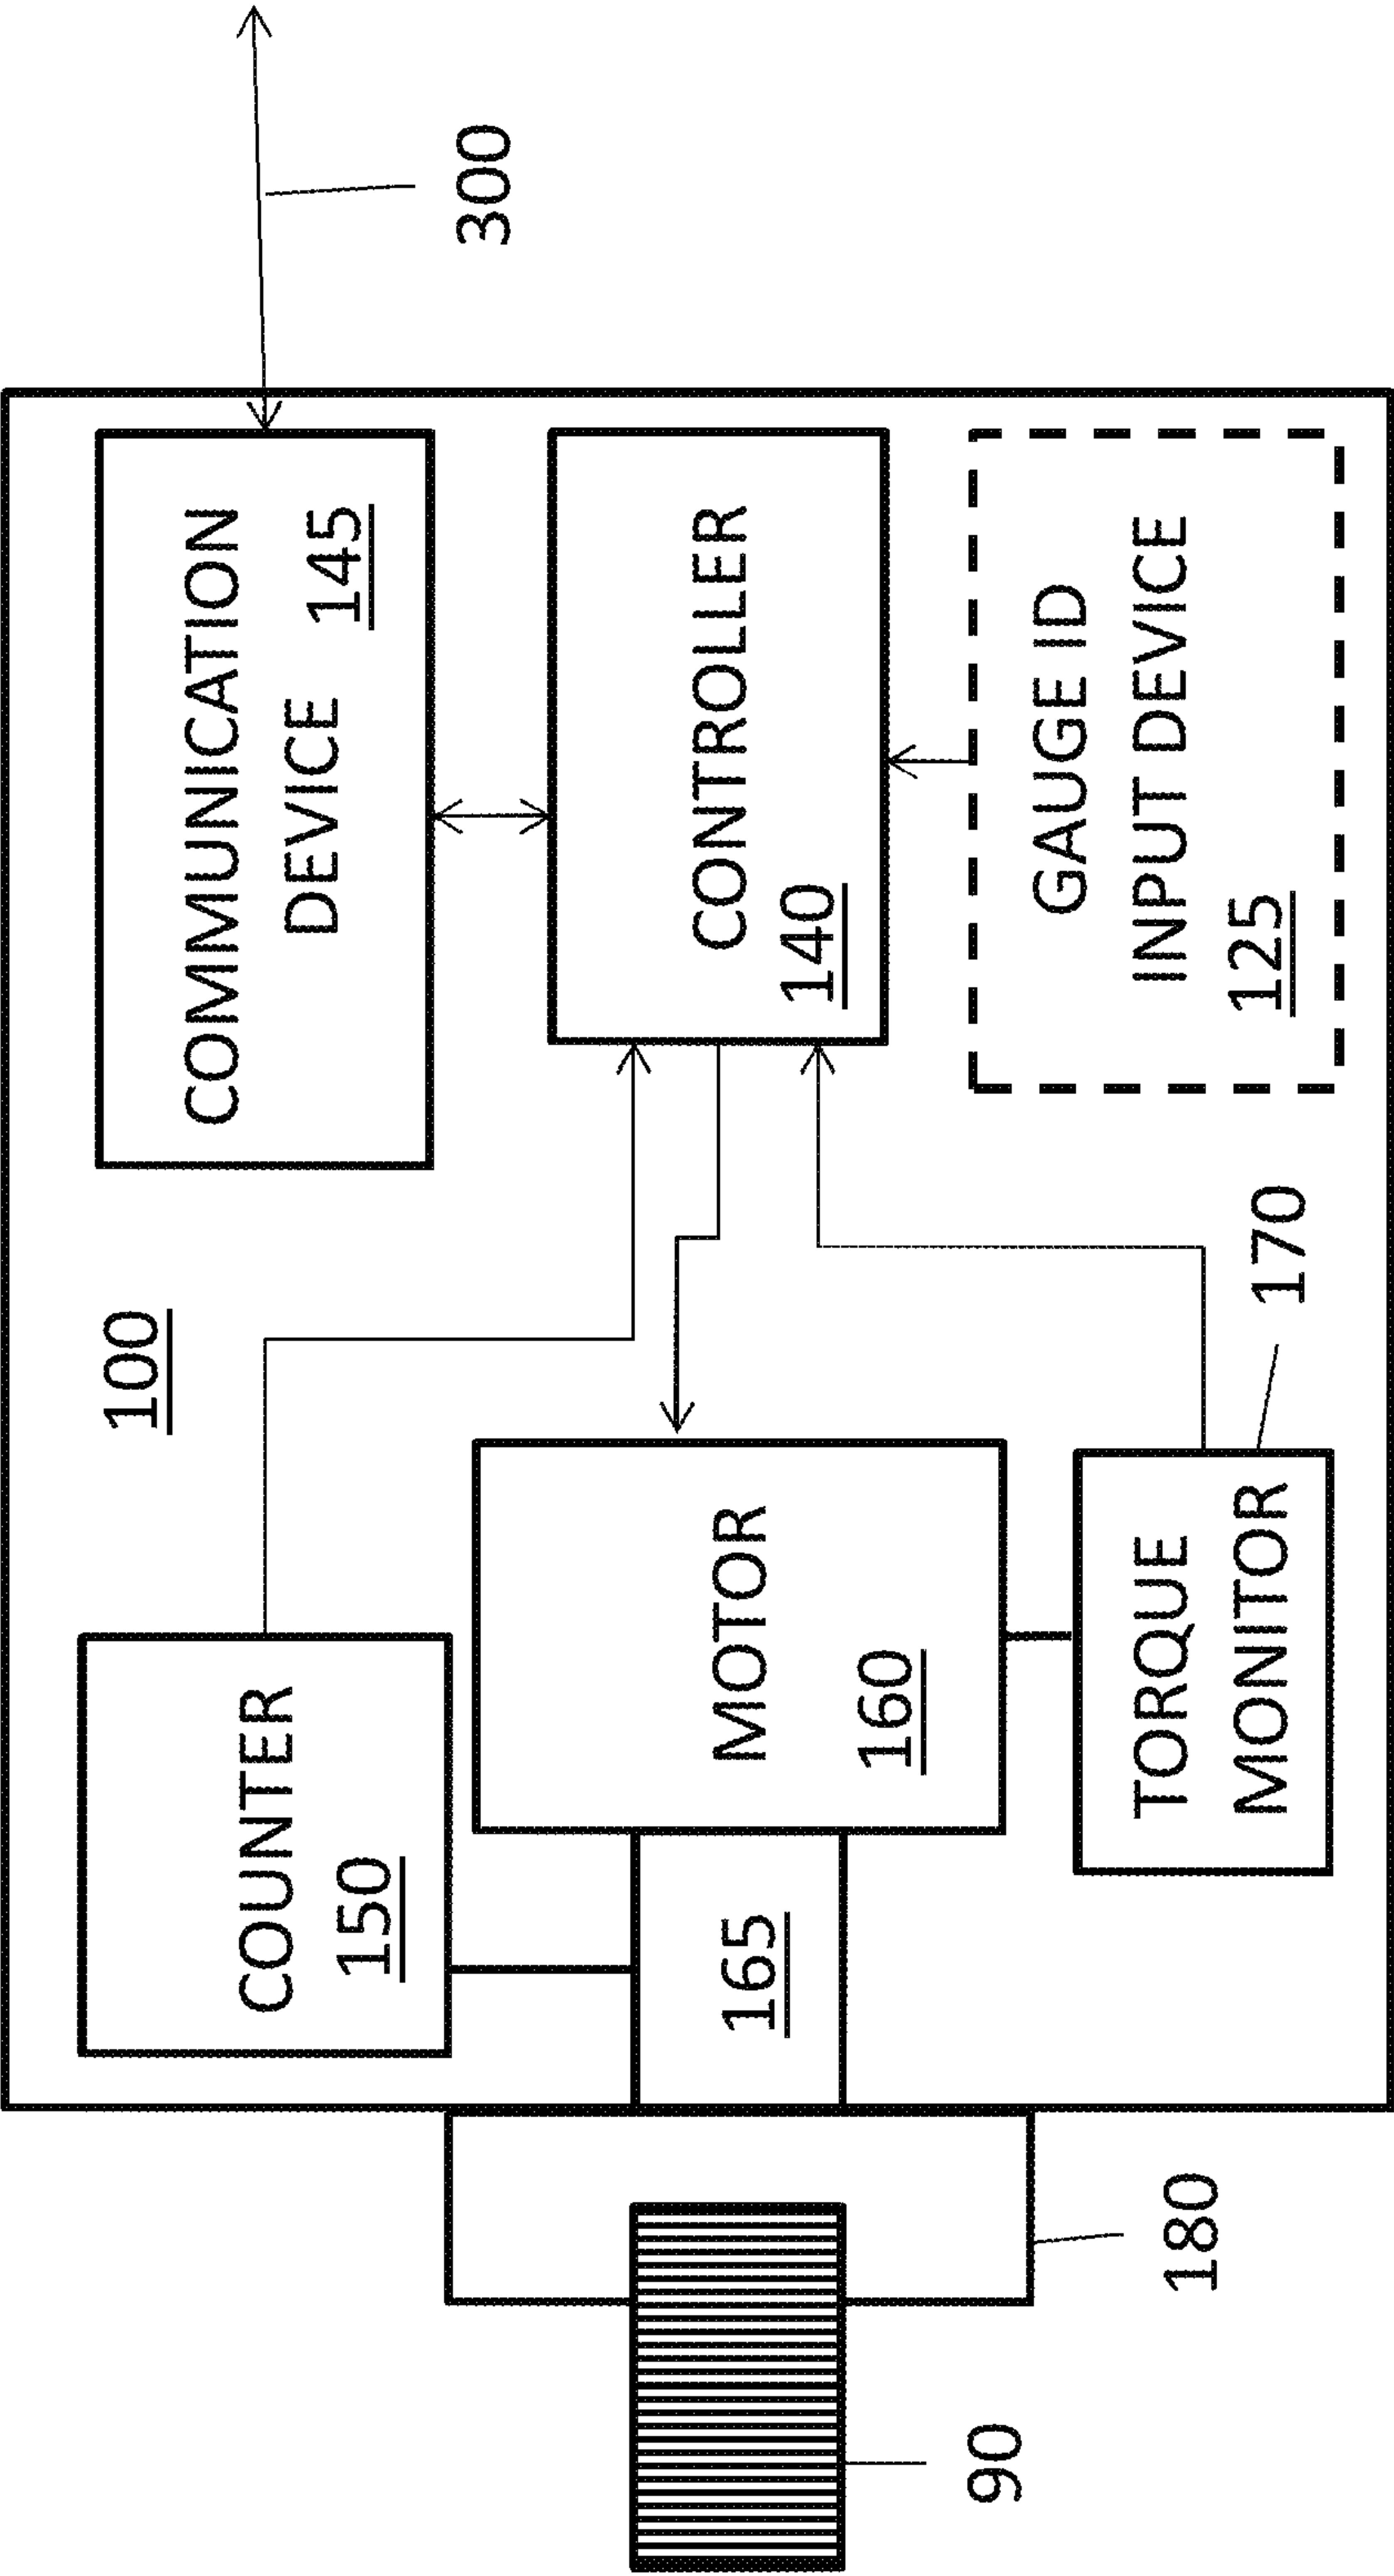 300
COMMUNICATION
DEVICE 145
CONTROLLER
140
GAUGE ID
INPUT DEVICE
125
100
COUNTER
150
MOTOR
160
165
TORQUE
MONITOR
170
180
90